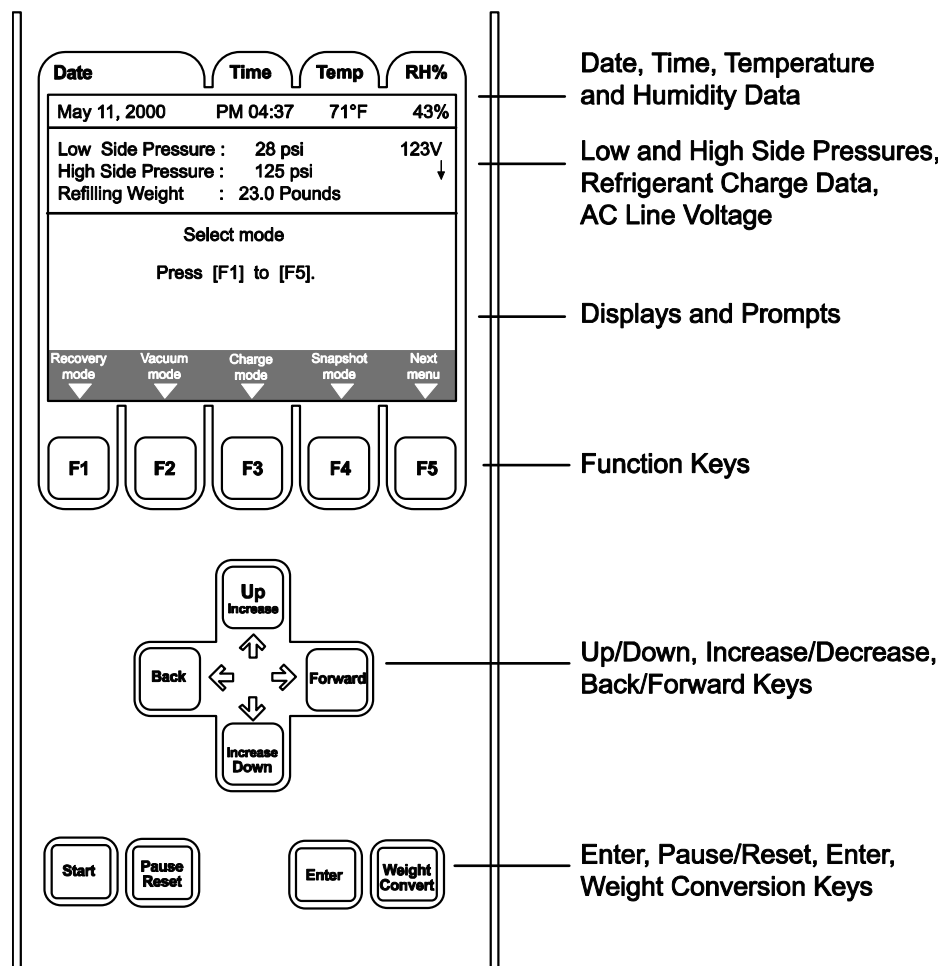 Date Time Temp RH%
May 11, 2000 PM 04:37 71°F 43%
Low Side Pressure : 28 psi 123V
High Side Pressure : 125 psi ↓
Refilling Weight : 23.0 Pounds
Select mode
Press [F1] to [F5].
Recovery mode
Vacuum mode
Charge mode
Snapshot mode
Next menu
F1 F2 F3 F4 F5
Up
Increase
Back
Forward
Increase
Down
Start
Pause
Reset
Enter
Weight
Convert
Date, Time, Temperature
and Humidity Data
Low and High Side Pressures,
Refrigerant Charge Data,
AC Line Voltage
Displays and Prompts
Function Keys
Up/Down, Increase/Decrease,
Back/Forward Keys
Enter, Pause/Reset, Enter,
Weight Conversion Keys